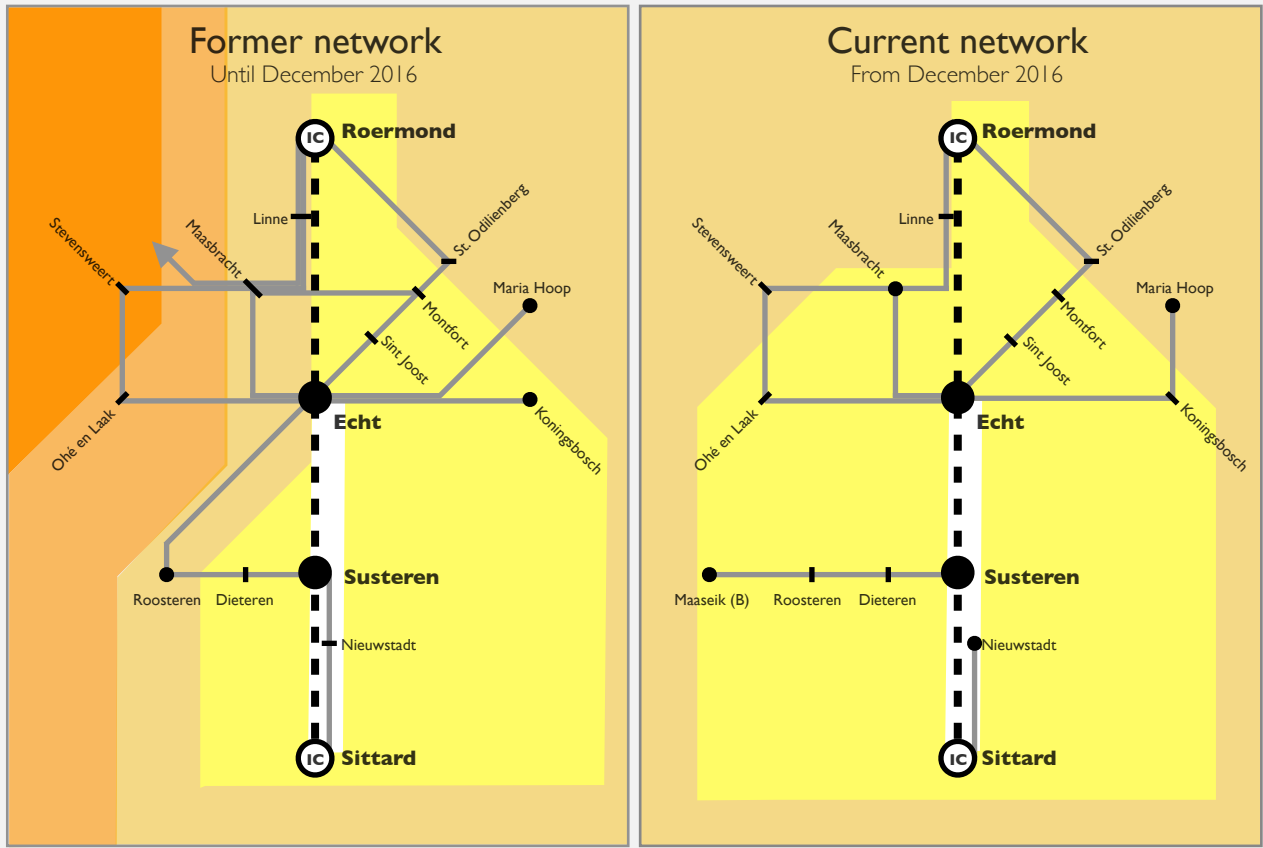 Former network
Until December 2016
IC
Roermond
Linne
St. Odilienberg
Stevensweert
Maasbracht
Maria Hoop
Montfort
Sint Joost
Echt
Ohé en Laak
Koningsbosch
Susteren
Roosteren
Dieteren
Nieuwstadt
IC
Sittard
Current network
From December 2016
IC
Roermond
Linne
St. Odilienberg
Stevensweert
Maasbracht
Maria Hoop
Montfort
Sint Joost
Echt
Ohé en Laak
Koningsbosch
Susteren
Maaseik (B)
Roosteren
Dieteren
Nieuwstadt
IC
Sittard